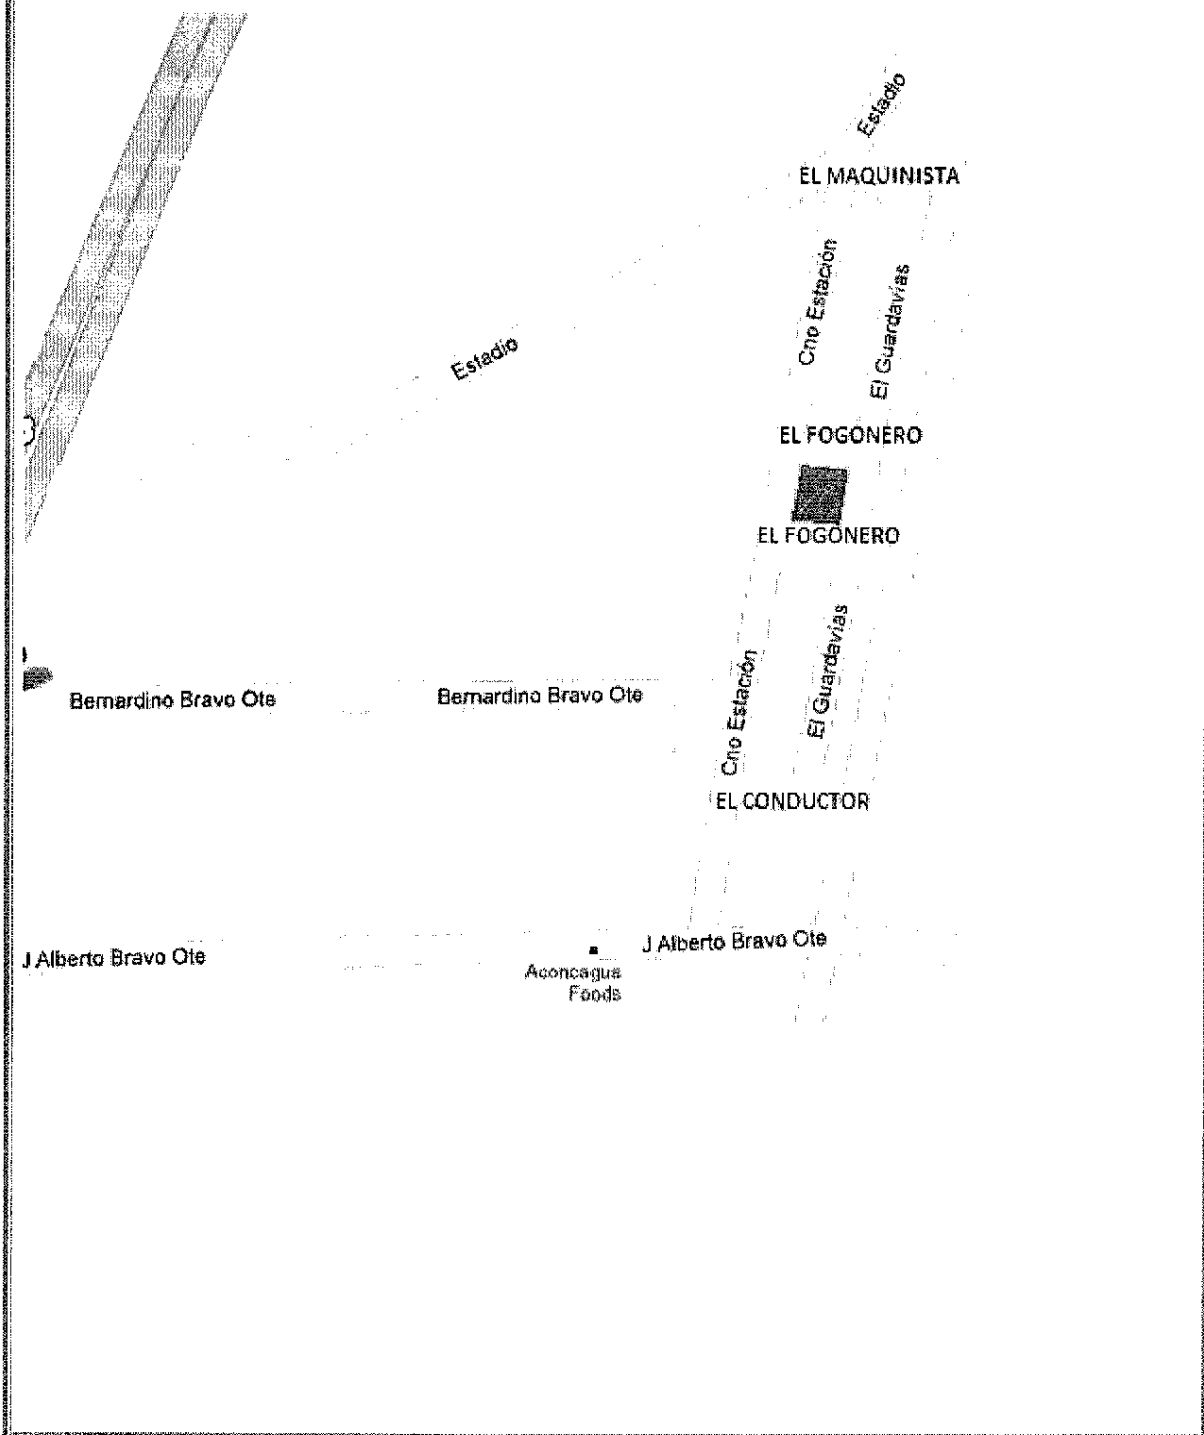 Estadio
EL MAQUINISTA
Cno Estación
El Guardavías
Estadio
EL FOGONERO
EL FOGONERO
Cno Estación
El Guardavías
Bernardino Bravo Ote
Bernardino Bravo Ote
EL CONDUCTOR
J Alberto Bravo Ote
J Alberto Bravo Ote
Aconcagua
Foods